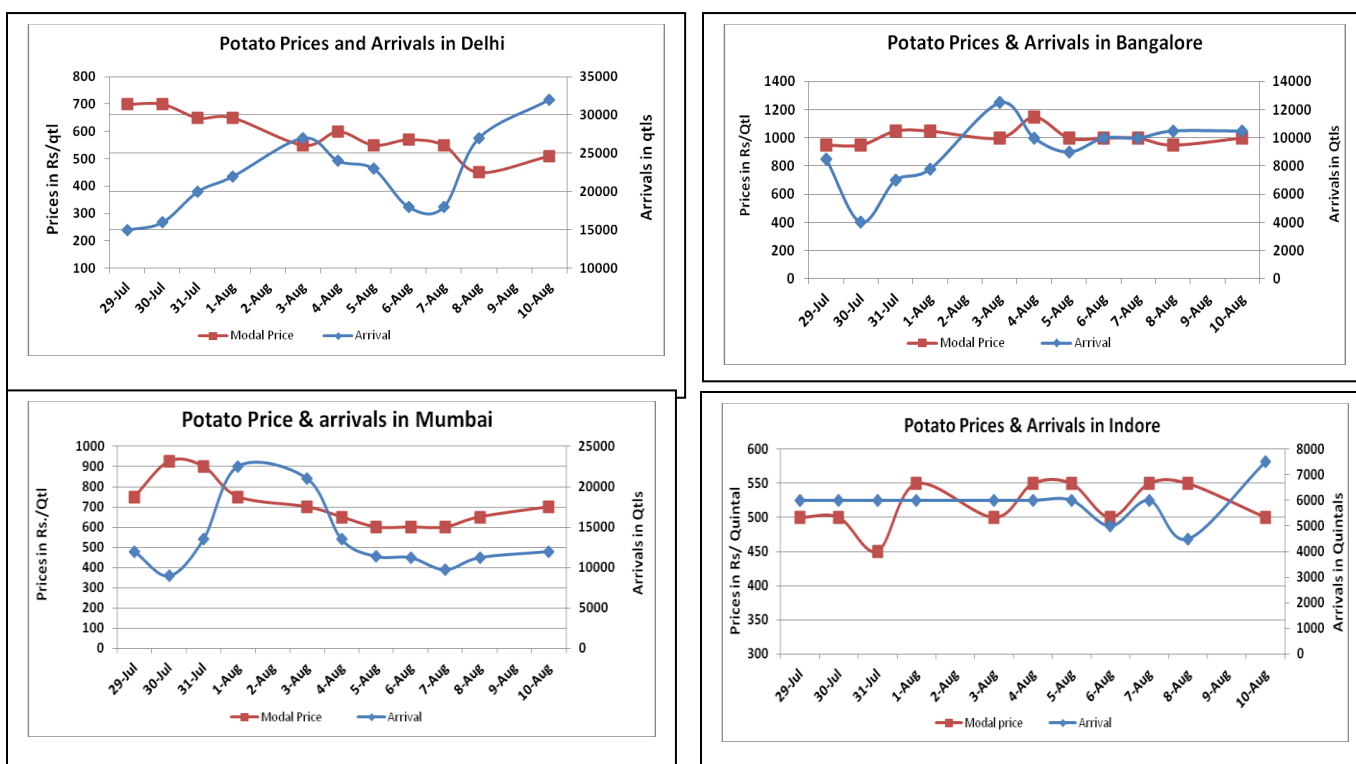 Potato Prices and Arrivals in Delhi
Prices in Rs/qtl
800
700
600
500
400
300
200
100
35000
30000
25000
20000
15000
10000
Arrivals in qtls
29-Jul
30-Jul
31-Jul
1-Aug
2-Aug
3-Aug
4-Aug
5-Aug
6-Aug
7-Aug
8-Aug
9-Aug
10-Aug
Modal Price
Arrival
Potato Prices & Arrivals in Bangalore
Prices in Rs/Qtl
1400
1200
1000
800
600
400
200
0
14000
12000
10000
8000
6000
4000
2000
0
Arrivals in Qtls
29-Jul
30-Jul
31-Jul
1-Aug
2-Aug
3-Aug
4-Aug
5-Aug
6-Aug
7-Aug
8-Aug
9-Aug
10-Aug
Modal Price
Arrival
Potato Price & arrivals in Mumbai
Prices in Rs,/Qtl
1000
900
800
700
600
500
400
300
200
100
0
25000
20000
15000
10000
5000
0
Arrivals in Qtls
29-Jul
30-Jul
31-Jul
1-Aug
2-Aug
3-Aug
4-Aug
5-Aug
6-Aug
7-Aug
8-Aug
9-Aug
10-Aug
Modal Price
Arrival
Potato Prices & Arrivals in Indore
Prices in Rs/ Quintal
600
550
500
450
400
350
300
8000
7000
6000
5000
4000
3000
2000
1000
0
Arrivals in Quintals
29-Jul
30-Jul
31-Jul
1-Aug
2-Aug
3-Aug
4-Aug
5-Aug
6-Aug
7-Aug
8-Aug
9-Aug
10-Aug
Modal price
Arrival